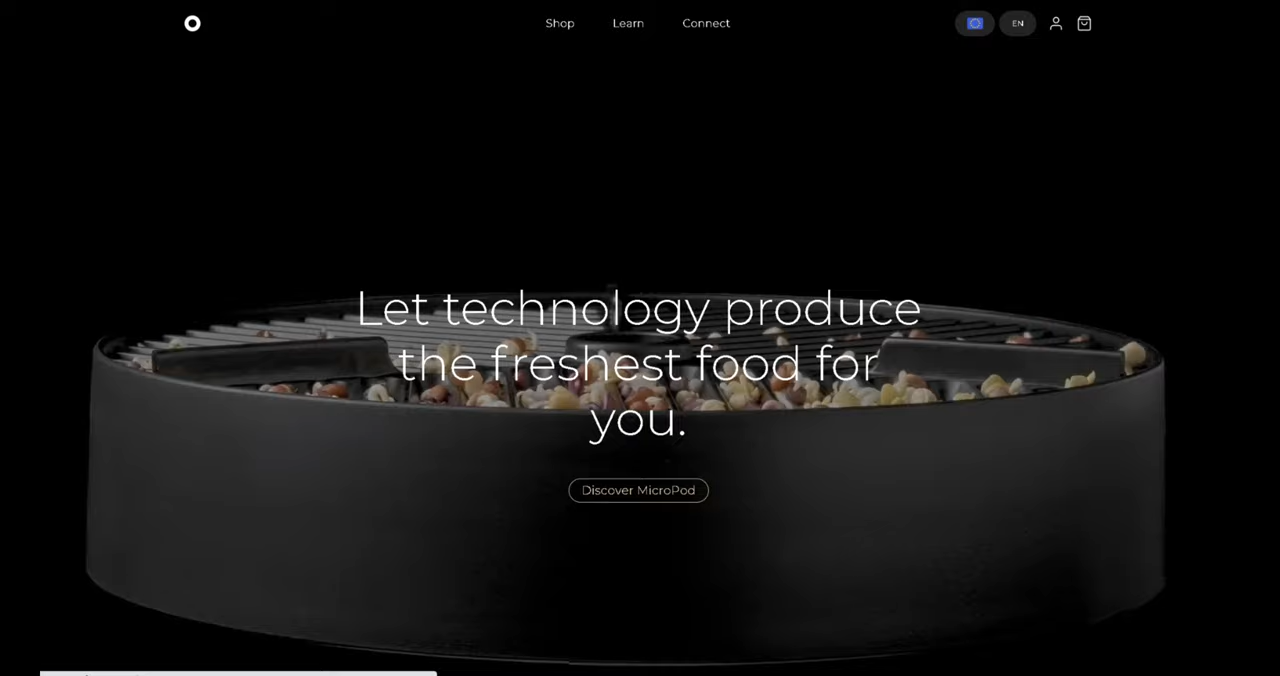 Shop
Learn
Connect
EN
Let technology produce
the freshest food for
you.
Discover MicroPod